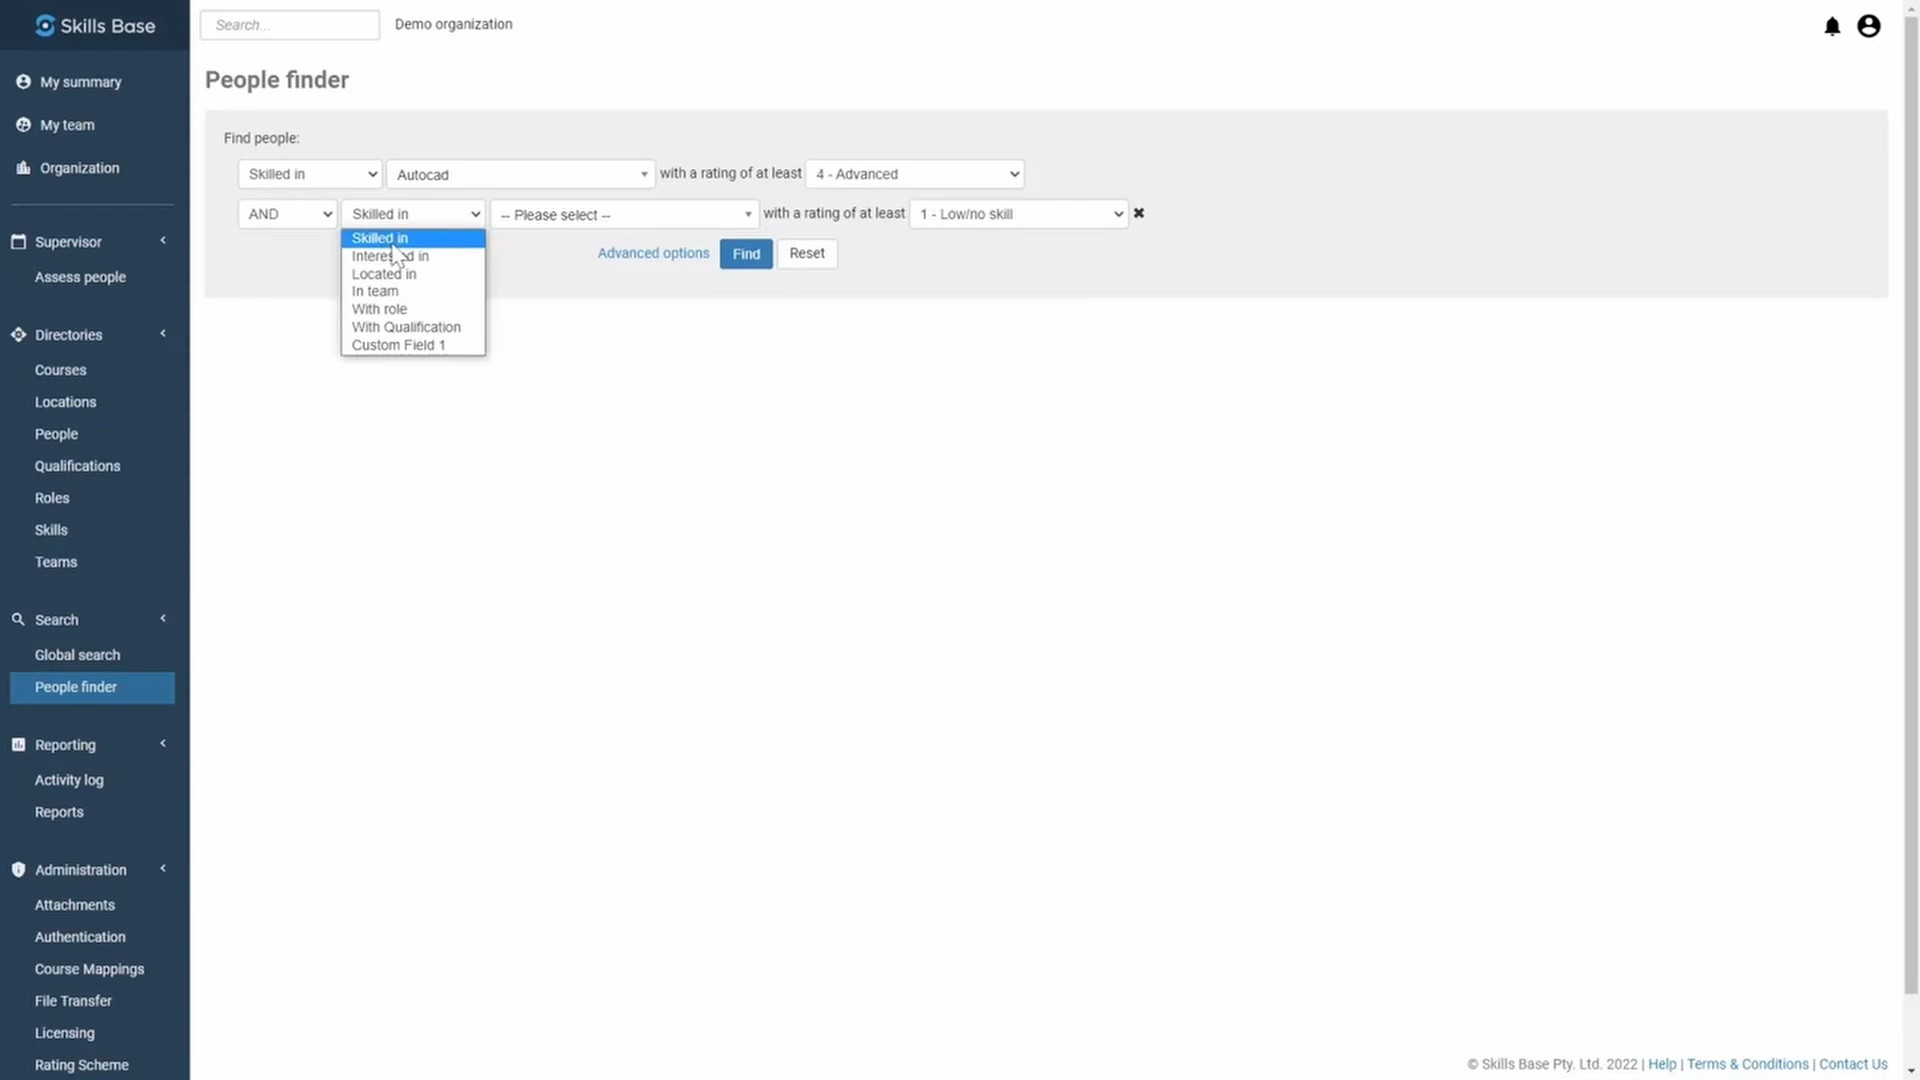 Skills Base
Search...
Demo organization
My summary
My team
Organization
Supervisor
Assess people
Directories
Courses
Locations
People
Qualifications
Roles
Skills
Teams
Search
Global search
People finder
Reporting
Activity log
Reports
Administration
Attachments
Authentication
Course Mappings
File Transfer
Licensing
Rating Scheme
People finder
Find people:
Skilled in Autocad with a rating of at least 4 - Advanced
AND Skilled in -- Please select -- with a rating of at least 1 - Low/no skill
Skilled in
Interested in
Located in
In team
With role
With Qualification
Custom Field 1
Advanced options Find Reset
© Skills Base Pty. Ltd. 2022 | Help | Terms & Conditions | Contact Us